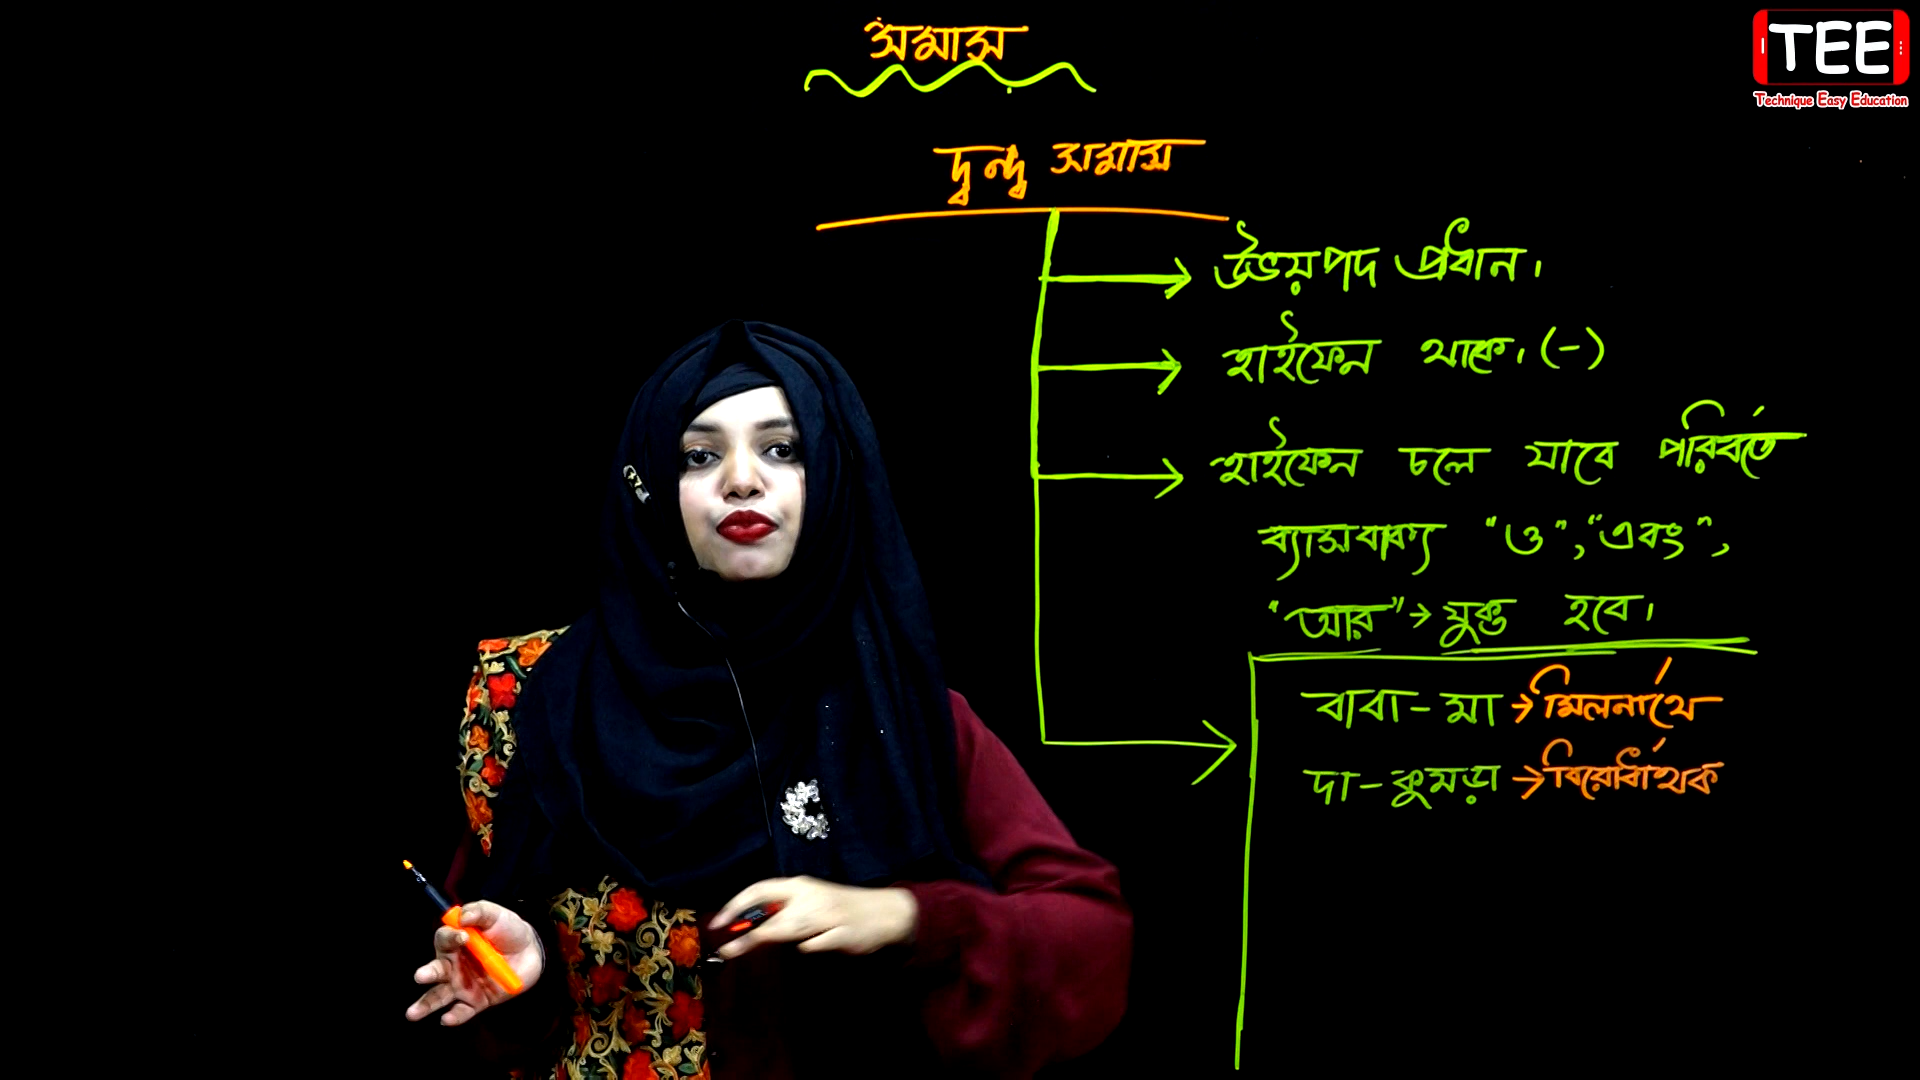 সমাস
TEE
Technique Easy Education
দ্বন্দ্ব সমাস
উভয়পদ প্রধান।
হাইফেন থাকে। (-)
হাইফেন চলে যাবে পরিবর্তে
ব্যাসবাক্য "ও", "এবং",
"আর" → যুক্ত হবে।
বাবা - মা → মিলনার্থে
দা - কুমড়া → বিরোধার্থক